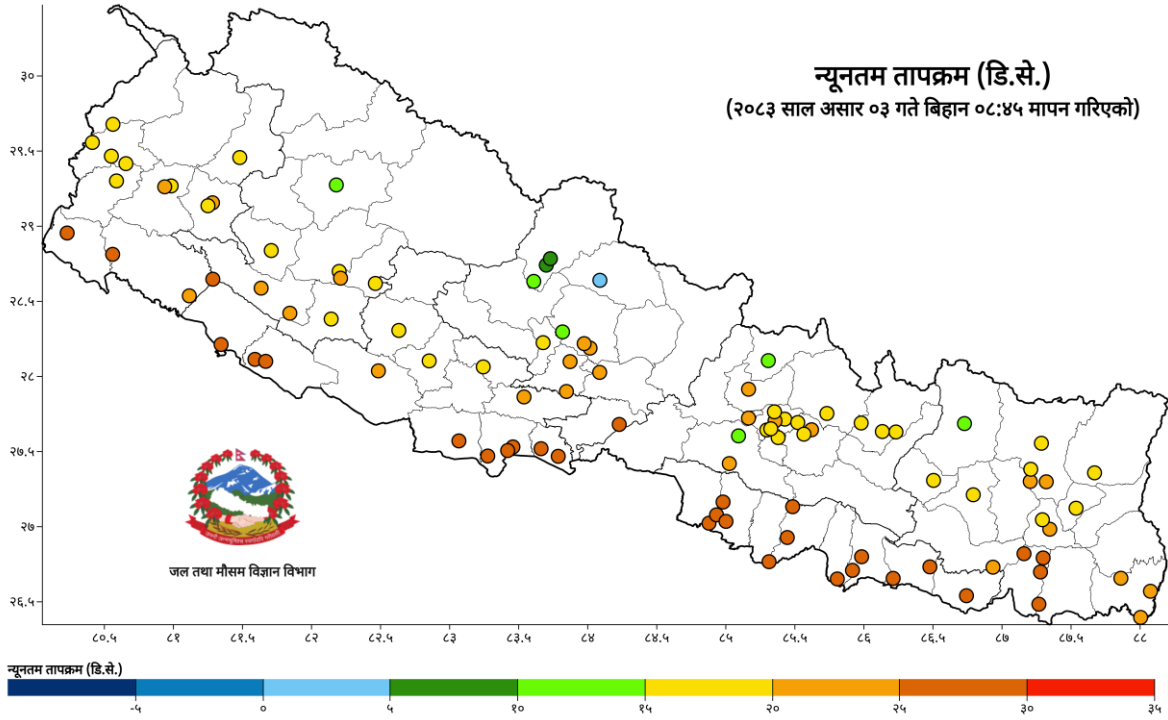 न्यूनतम तापक्रम (डि.से.)
(२०८३ साल असार ०३ गते बिहान ०८:४५ मापन गरिएको)
३०
२९.५
२९
२८.५
२८
२७.५
२७
२६.५
जल तथा मौसम विज्ञान विभाग
८०.५ ८१ ८१.५ ८२ ८२.५ ८३ ८३.५ ८४ ८४.५ ८५ ८५.५ ८६ ८६.५ ८७ ८७.५ ८८
न्यूनतम तापक्रम (डि.से.)
-५ ० ५ १० १५ २० २५ ३० ३५